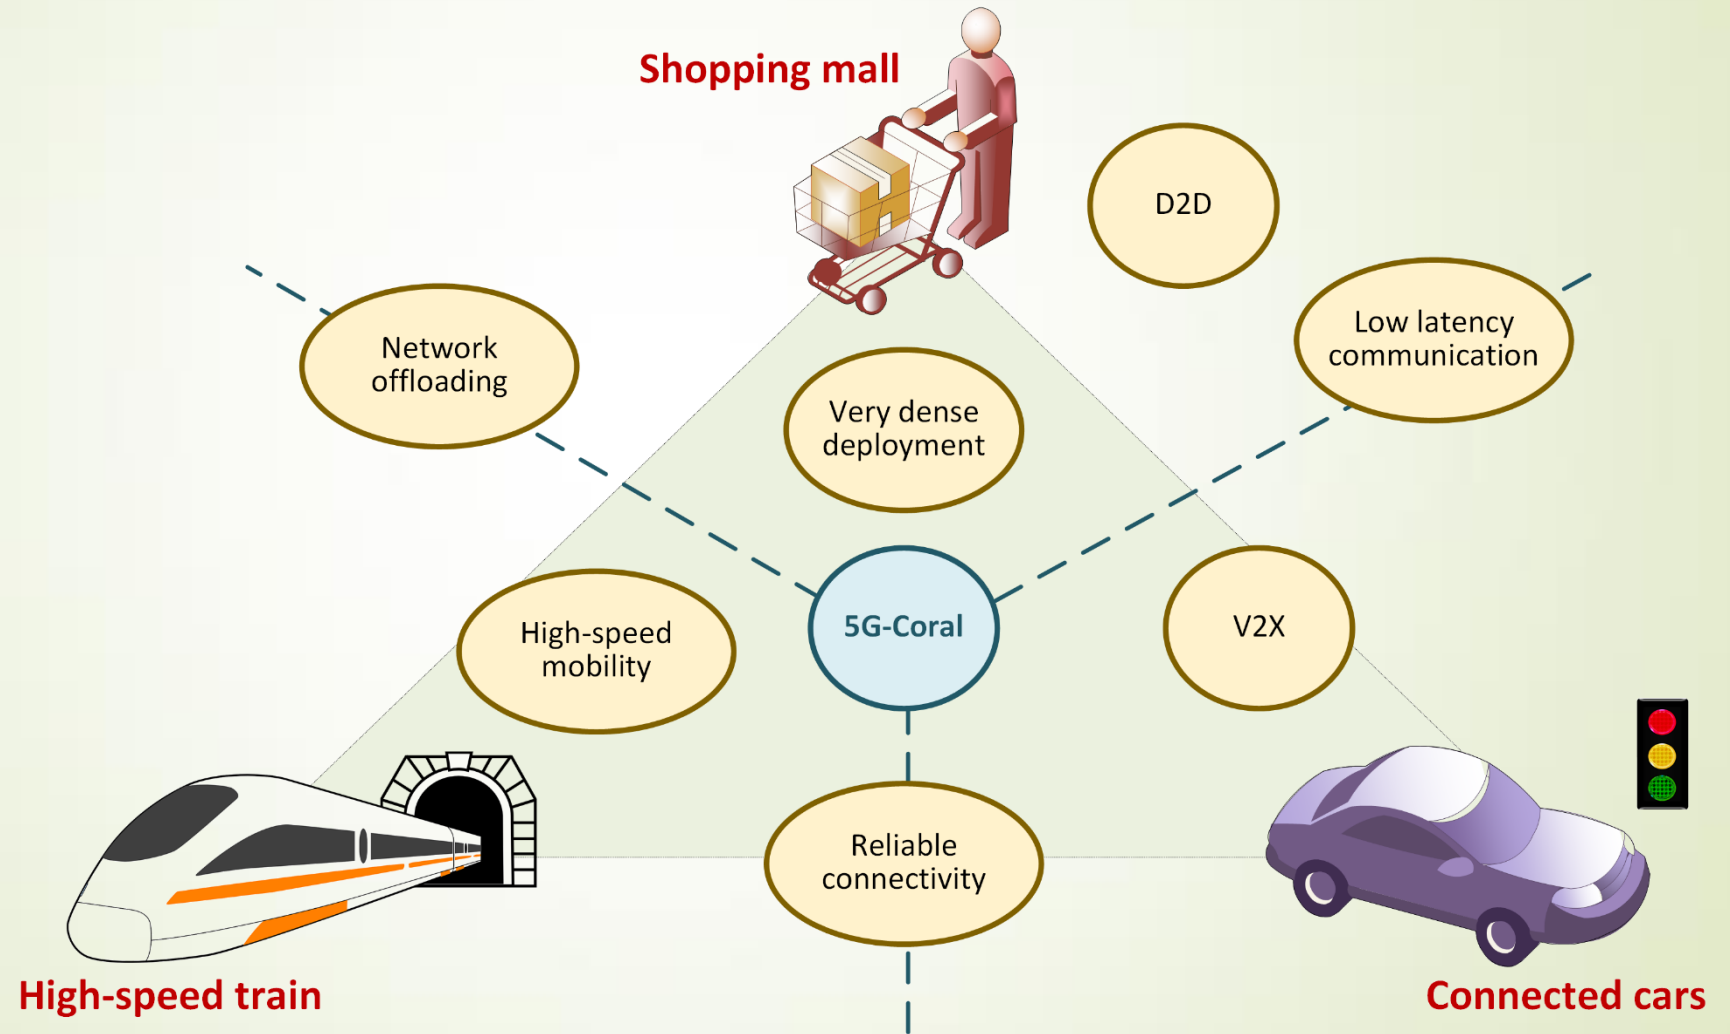 Shopping mall
D2D
Network
offloading
Low latency
communication
Very dense
deployment
High-speed
mobility
5G-Coral
V2X
Reliable
connectivity
High-speed train
Connected cars